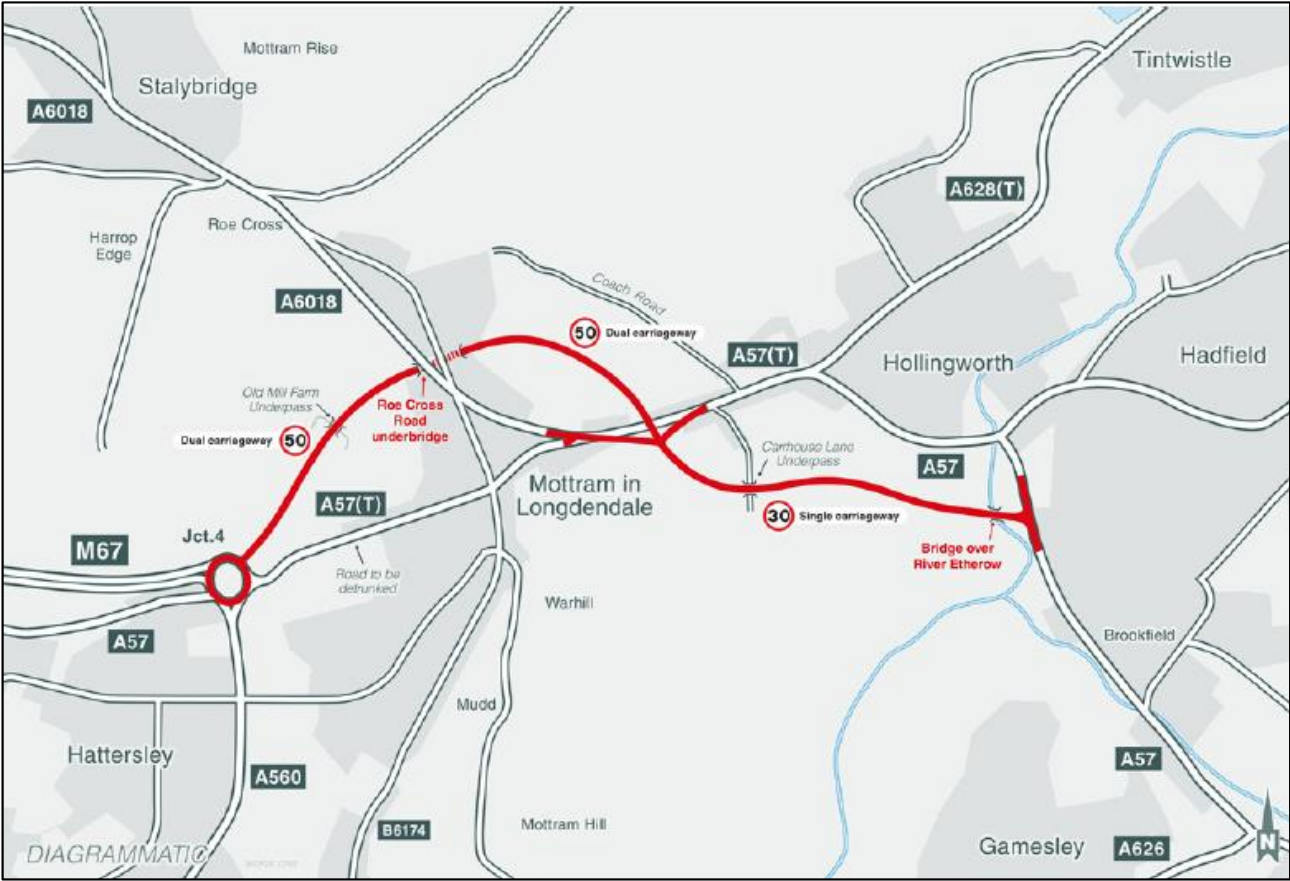 Mottram Rise
Tintwistle
Stalybridge
A6018
A628(T)
Roe Cross
Harrop
Edge
Coach Road
A6018
50 Dual carriageway
A57(T)
Hollingworth
Hadfield
Old Mill Farm
Underpass
Roe Cross
Road
underbridge
Dual carriageway 50
Carrhouse Lane
Underpass
A57
Mottram in
Longdendale
A57(T)
30 Single carriageway
Jct.4
M67
Bridge over
River Etherow
Road to be
detrunked
Warhill
A57
Brookfield
Mudd
Hattersley
A560
A57
B6174
Mottram Hill
Gamesley
A626
N
DIAGRAMMATIC